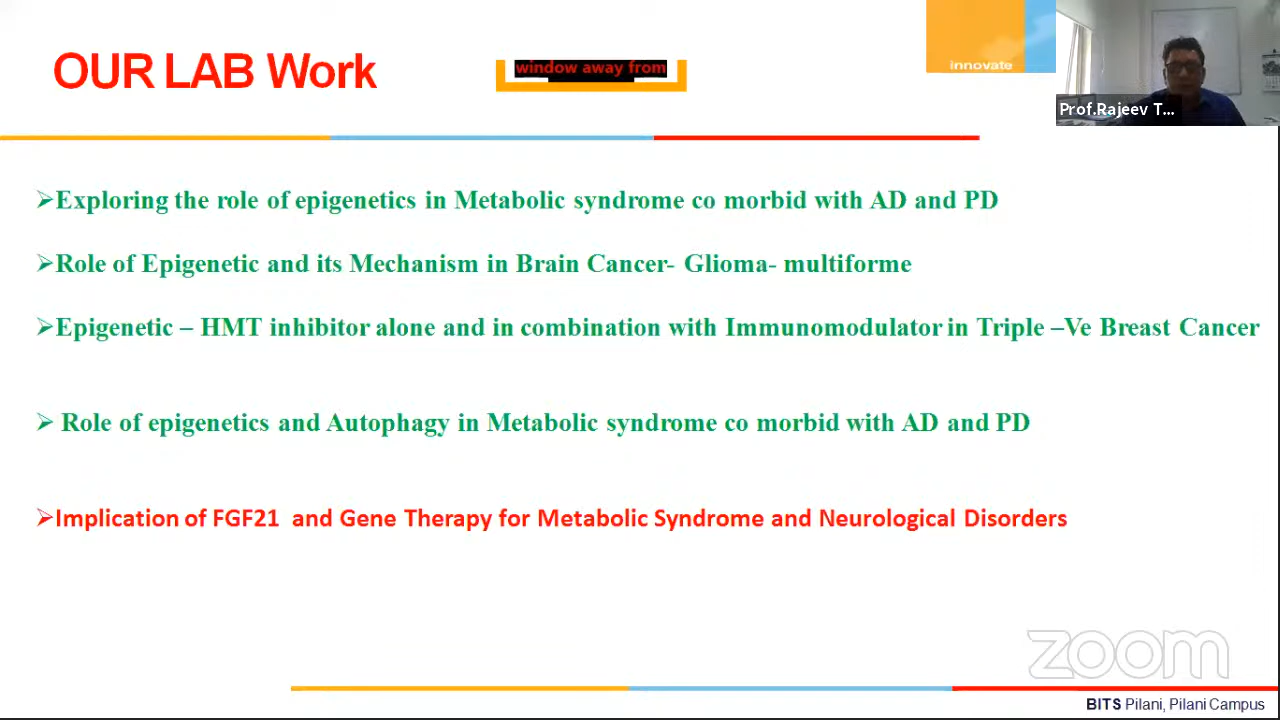 OUR LAB Work
window away from
innovate
Prof.Rajeev T...
➢Exploring the role of epigenetics in Metabolic syndrome co morbid with AD and PD
➢Role of Epigenetic and its Mechanism in Brain Cancer- Glioma- multiforme
➢Epigenetic – HMT inhibitor alone and in combination with Immunomodulator in Triple –Ve Breast Cancer
➢ Role of epigenetics and Autophagy in Metabolic syndrome co morbid with AD and PD
➢Implication of FGF21 and Gene Therapy for Metabolic Syndrome and Neurological Disorders
zoom
BITS Pilani, Pilani Campus